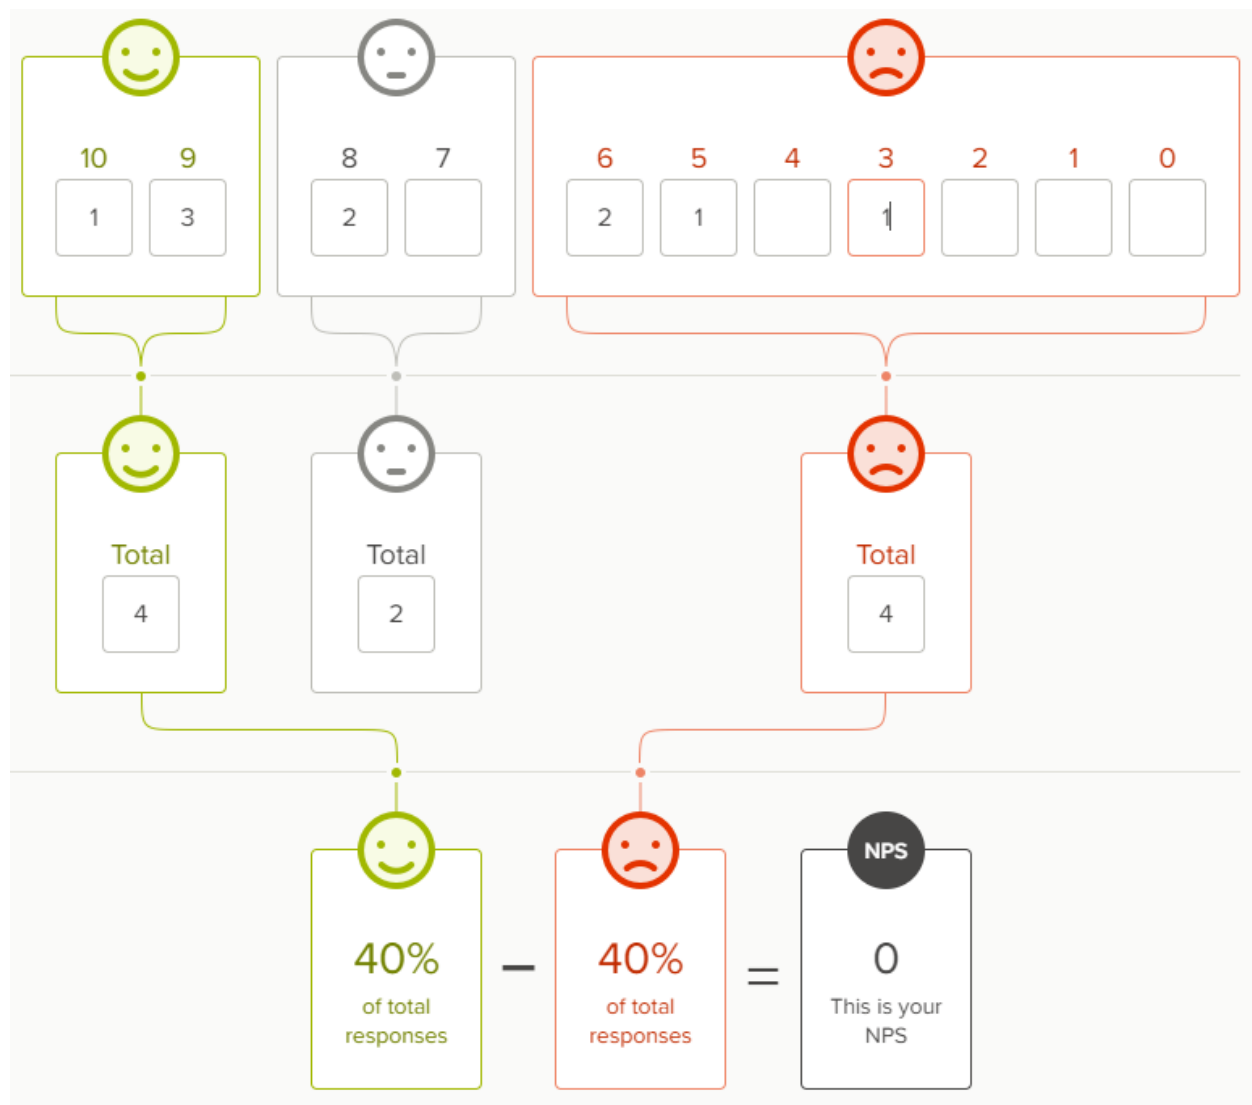 10 9 8 7 6 5 4 3 2 1 0
1 3 2 2 1 1
Total Total Total
4 2 4
NPS
40% − 40% = 0
of total of total This is your
responses responses NPS